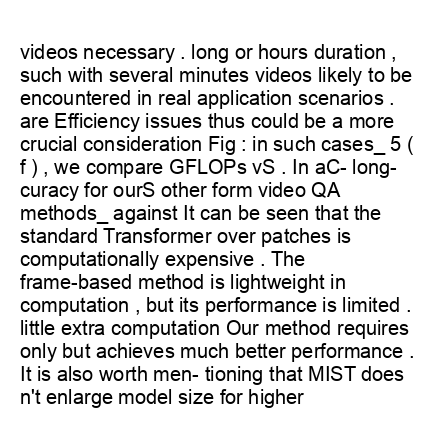 videos necessary . long or hours duration ,
such with several minutes videos likely to be
encountered in real application scenarios .
are Efficiency issues thus could be a more
crucial consideration Fig : in such cases_ 5 (
f ) , we compare GFLOPs vS . In aC- long-
curacy for ourS other form video QA
methods_ against It can be seen that the
standard Transformer over patches is
computationally expensive . The
frame-based method is lightweight in
computation , but its performance is limited .
little extra computation Our method requires
only but achieves much better performance .
It is also worth men- tioning that MIST does
n't enlarge model size for higher